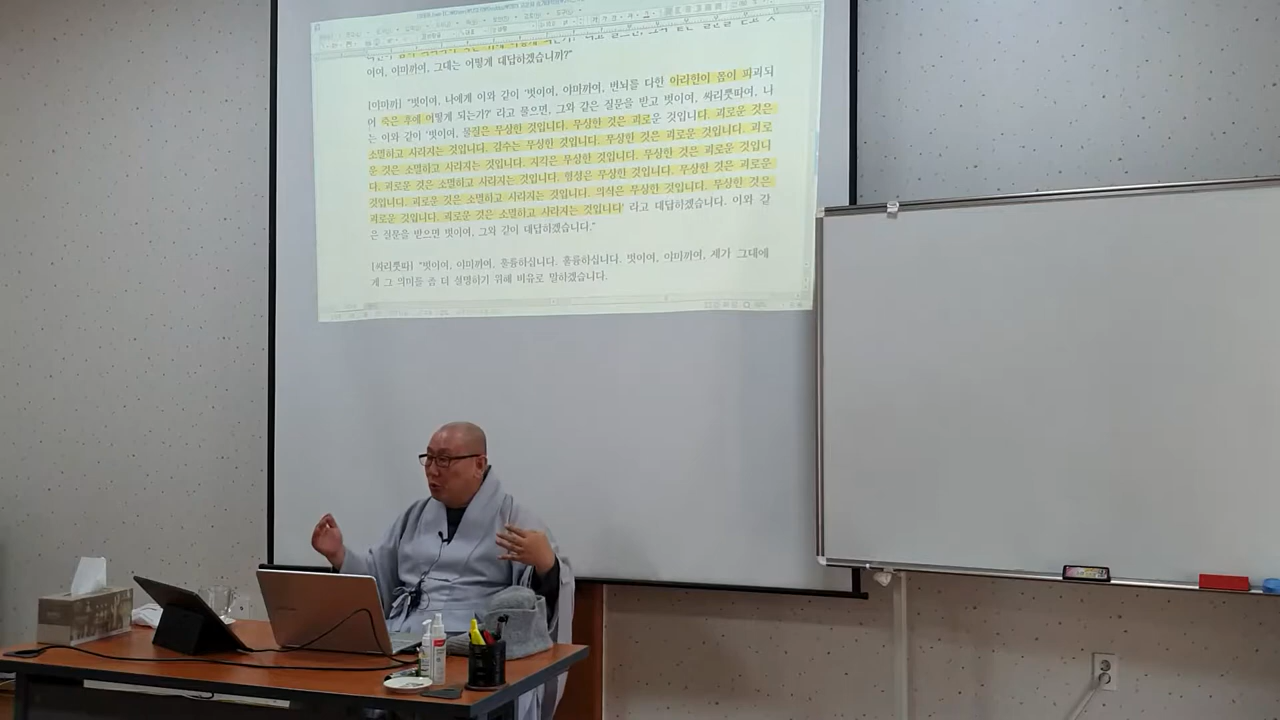 이여, 야마까여, 그대는 어떻게 대답하겠습니까?"
[야마까] "벗이여, 나에게 이와 같이 '벗이여, 야마까여, 번뇌를 다한 아라한이 몸이 파괴되
어 죽은 후에 어떻게 되는가?' 라고 물으면, 그와 같은 질문을 받고 벗이여, 싸리뿟따여, 나
는 이와 같이 '벗이여, 물질은 무상한 것입니다. 무상한 것은 괴로운 것입니다. 괴로운 것은
소멸하고 사라지는 것입니다. 감수는 무상한 것입니다. 무상한 것은 괴로운 것입니다. 괴로
운 것은 소멸하고 사라지는 것입니다. 지각은 무상한 것입니다. 무상한 것은 괴로운 것입니
다. 괴로운 것은 소멸하고 사라지는 것입니다. 형성은 무상한 것입니다. 무상한 것은 괴로운
것입니다. 괴로운 것은 소멸하고 사라지는 것입니다. 의식은 무상한 것입니다. 무상한 것은
괴로운 것입니다. 괴로운 것은 소멸하고 사라지는 것입니다' 라고 대답하겠습니다. 이와 같
은 질문을 받으면 벗이여, 그와 같이 대답하겠습니다."
[싸리뿟따] "벗이여, 야마까여, 훌륭하십니다. 훌륭하십니다. 벗이여, 야마까여, 제가 그대에
게 그 의미를 좀 더 설명하기 위해 비유로 말하겠습니다.